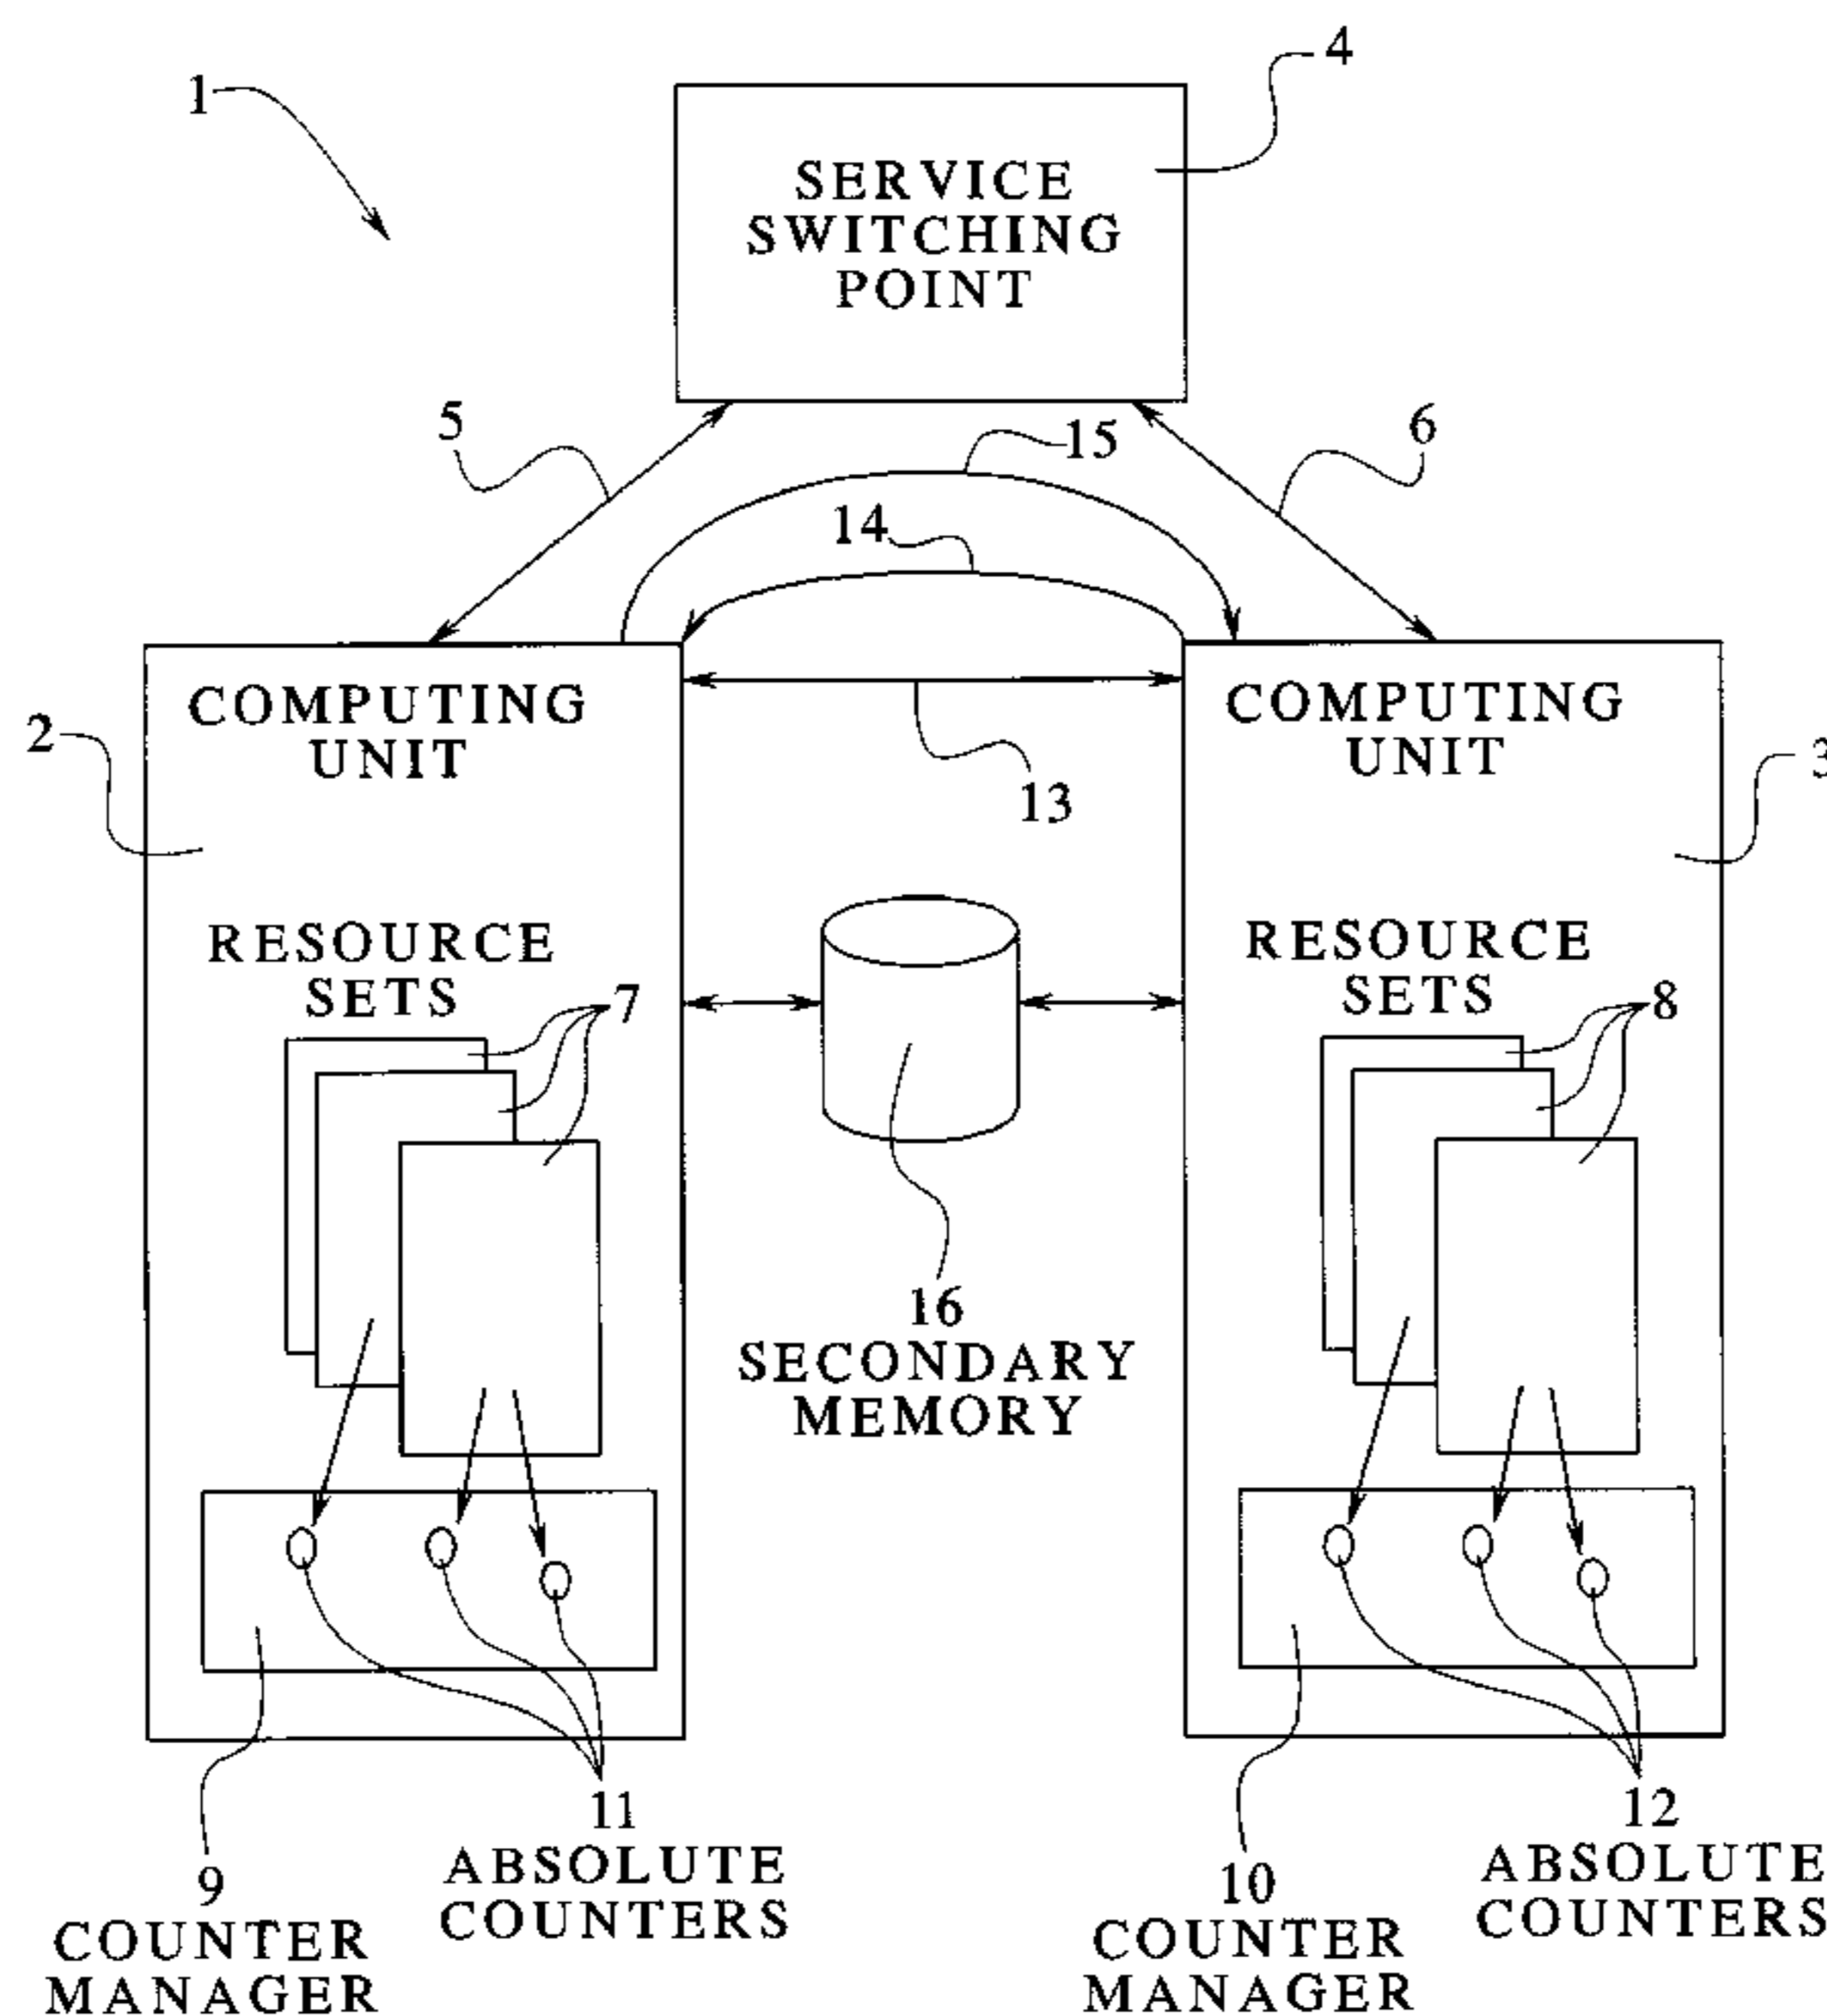 1
4
SERVICE
SWITCHING
POINT
5
15
6
14
2
COMPUTING
UNIT
COMPUTING
UNIT
3
13
RESOURCE
SETS
7
RESOURCE
SETS
8
16
SECONDARY
MEMORY
11
ABSOLUTE
COUNTERS
9
COUNTER
MANAGER
12
ABSOLUTE
COUNTERS
10
COUNTER
MANAGER